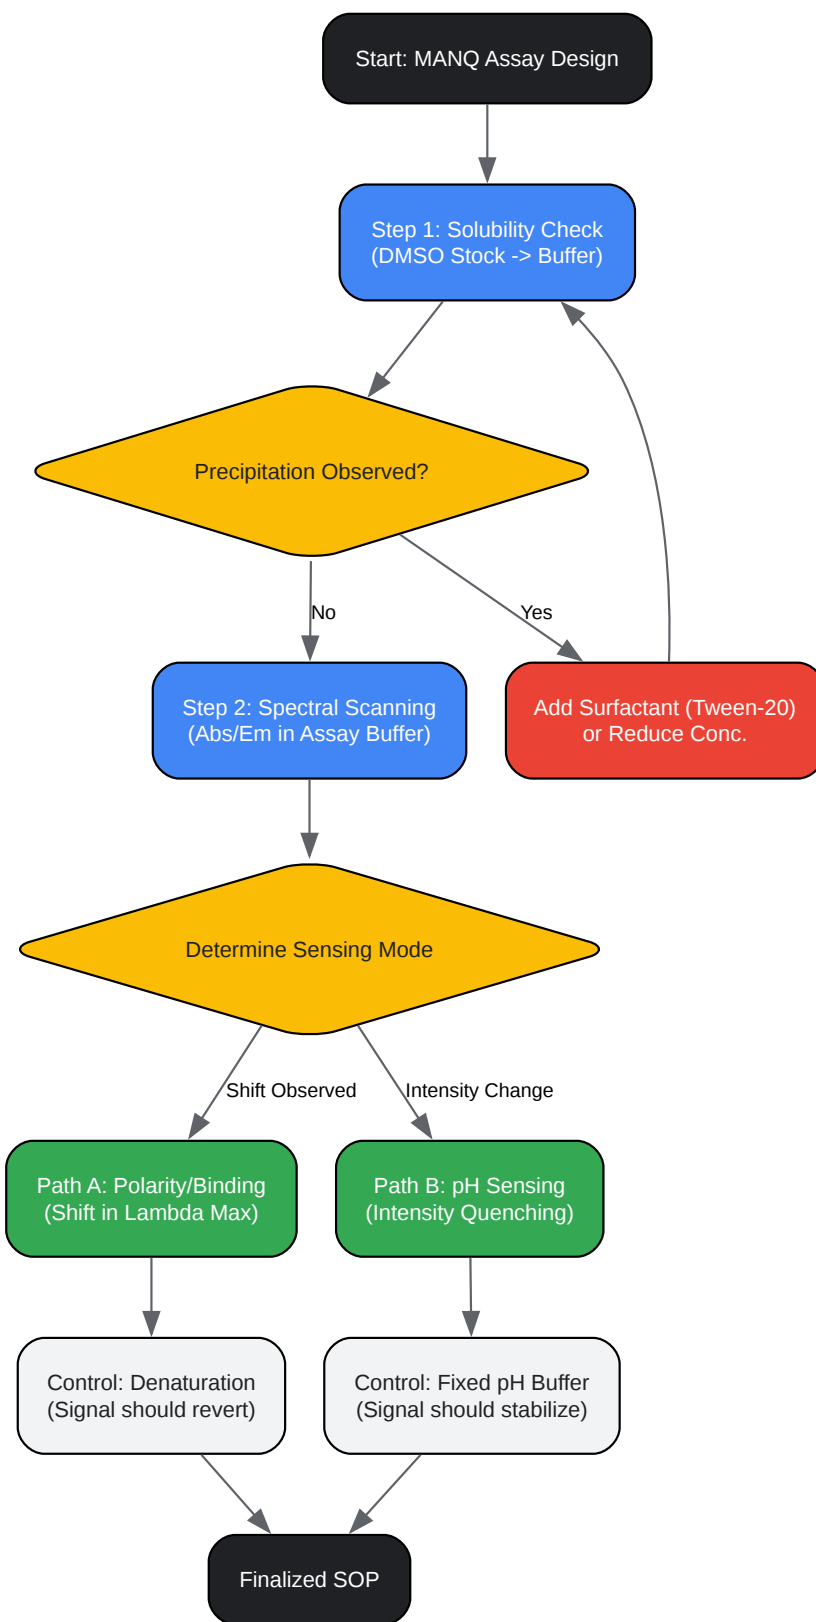 Start: MANQ Assay Design
Step 1: Solubility Check
(DMSO Stock -> Buffer)
Precipitation Observed?
No
Yes
Step 2: Spectral Scanning
(Abs/Em in Assay Buffer)
Add Surfactant (Tween-20)
or Reduce Conc.
Determine Sensing Mode
Shift Observed
Intensity Change
Path A: Polarity/Binding
(Shift in Lambda Max)
Path B: pH Sensing
(Intensity Quenching)
Control: Denaturation
(Signal should revert)
Control: Fixed pH Buffer
(Signal should stabilize)
Finalized SOP